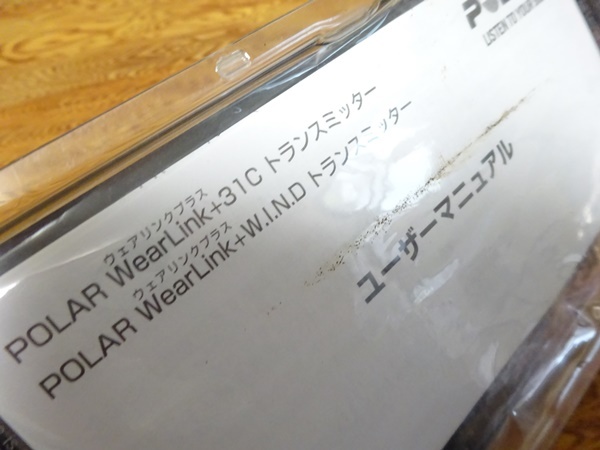 LISTEN TO YOUR
ウェアリンクプラス
POLAR WearLink+31C トランスミッター
ウェアリンクプラス
POLAR WearLink+W.I.N.D トランスミッター
ユーザーマニュアル